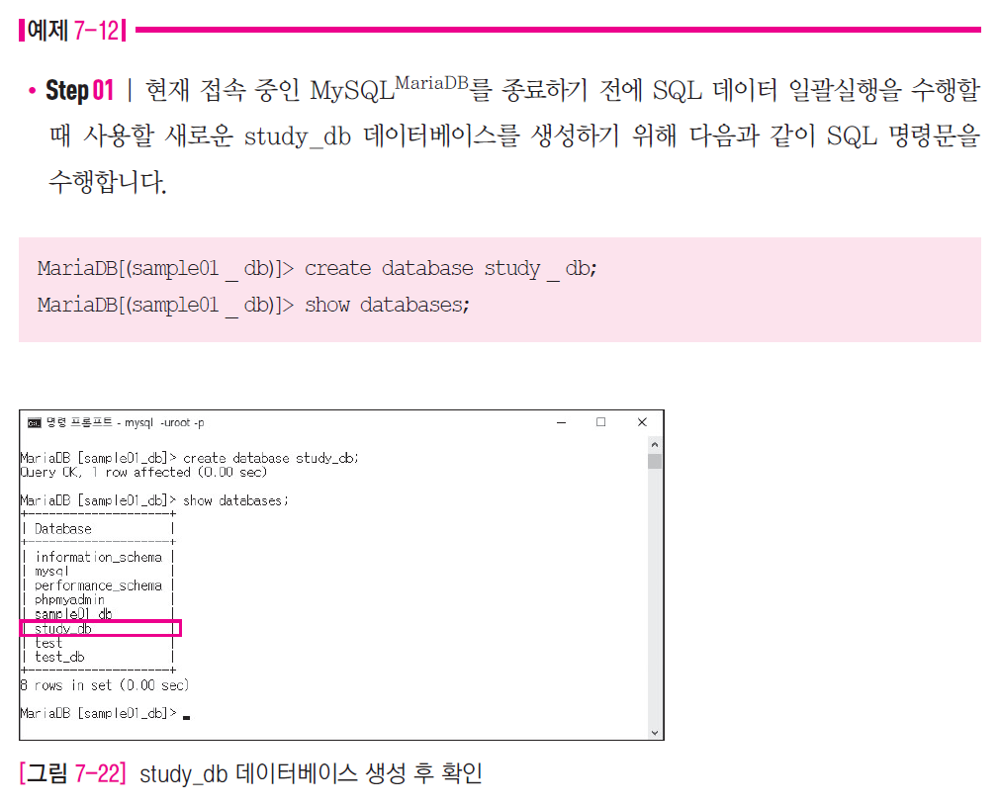 예제 7-12
• Step 01 | 현재 접속 중인 MySQL^MariaDB를 종료하기 전에 SQL 데이터 일괄실행을 수행할
때 사용할 새로운 study_db 데이터베이스를 생성하기 위해 다음과 같이 SQL 명령문을
수행합니다.
MariaDB[(sample01 _ db)]> create database study _ db;
MariaDB[(sample01 _ db)]> show databases;
명령 프롬프트 - mysql -uroot -p
MariaDB [sample01_db]> create database study_db;
Query OK, 1 row affected (0.00 sec)
MariaDB [sample01_db]> show databases;
+--------------------+
| Database           |
+--------------------+
| information_schema |
| mysql              |
| performance_schema |
| phpmyadmin         |
| sample01_db        |
| study_db           |
| test               |
| test_db            |
+--------------------+
8 rows in set (0.00 sec)
MariaDB [sample01_db]>
[그림 7-22] study_db 데이터베이스 생성 후 확인